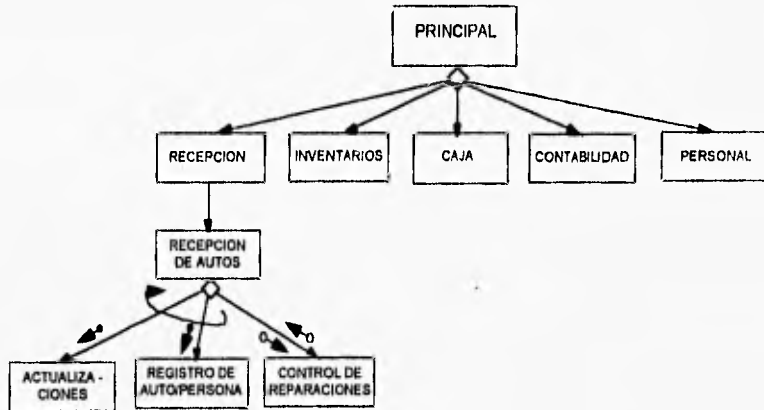 PRINCIPAL
RECEPCION
INVENTARIOS
CAJA
CONTABILIDAD
PERSONAL
RECEPCION
DE AUTOS
ACTUALIZA -
CIONES
REGISTRO DE
AUTO/PERSONA
CONTROL DE
REPARACIONES